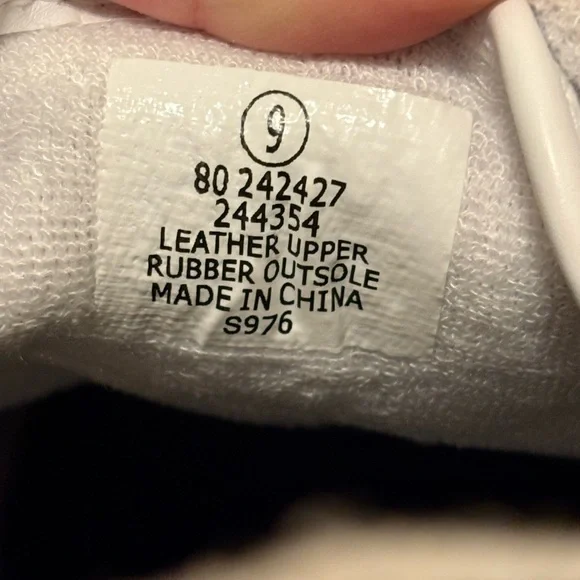 9
80 242427
244354
LEATHER UPPER
RUBBER OUTSOLE
MADE IN CHINA
S976